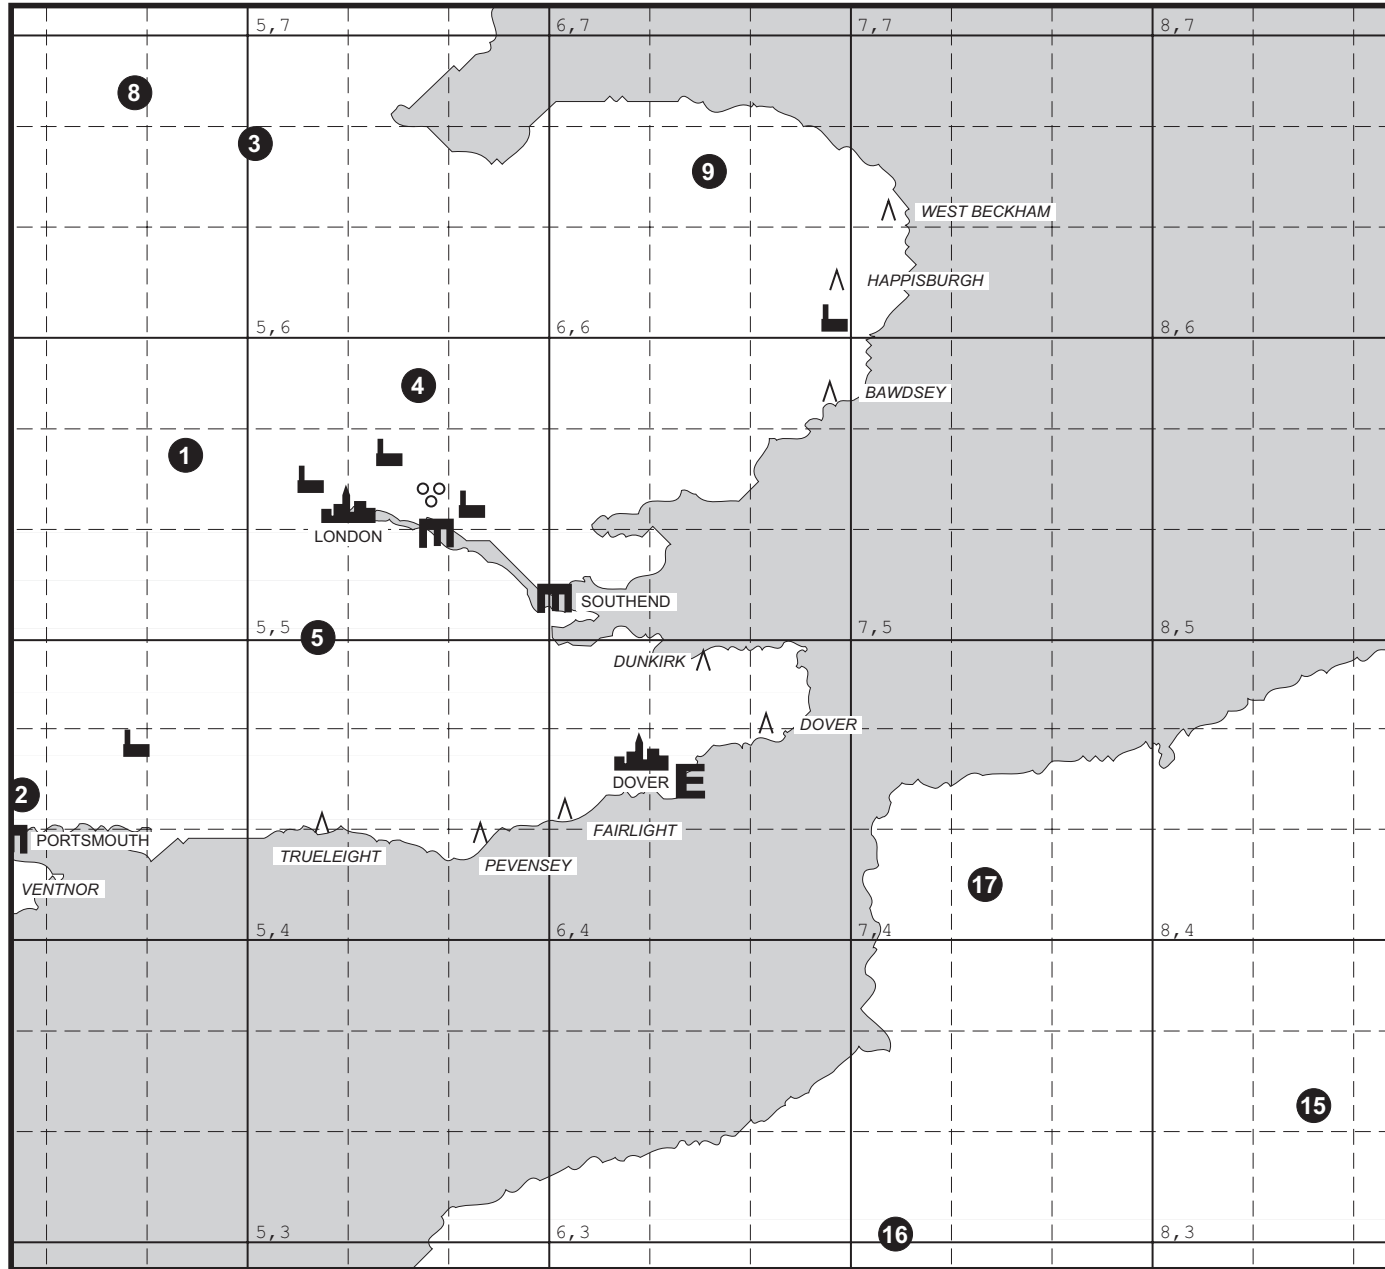 5,7 6,7 7,7 8,7
8
3
9
WEST BECKHAM
HAPPISBURGH
5,6 6,6 8,6
4
BAWDSEY
1
LONDON
SOUTHEND
5,5 7,5 8,5
5
DUNKIRK
DOVER
DOVER
2
FAIRLIGHT
PORTSMOUTH
TRUELEIGHT
PEVENSEY
17
VENTNOR
5,4 6,4 7,4 8,4
15
5,3 6,3 8,3
16